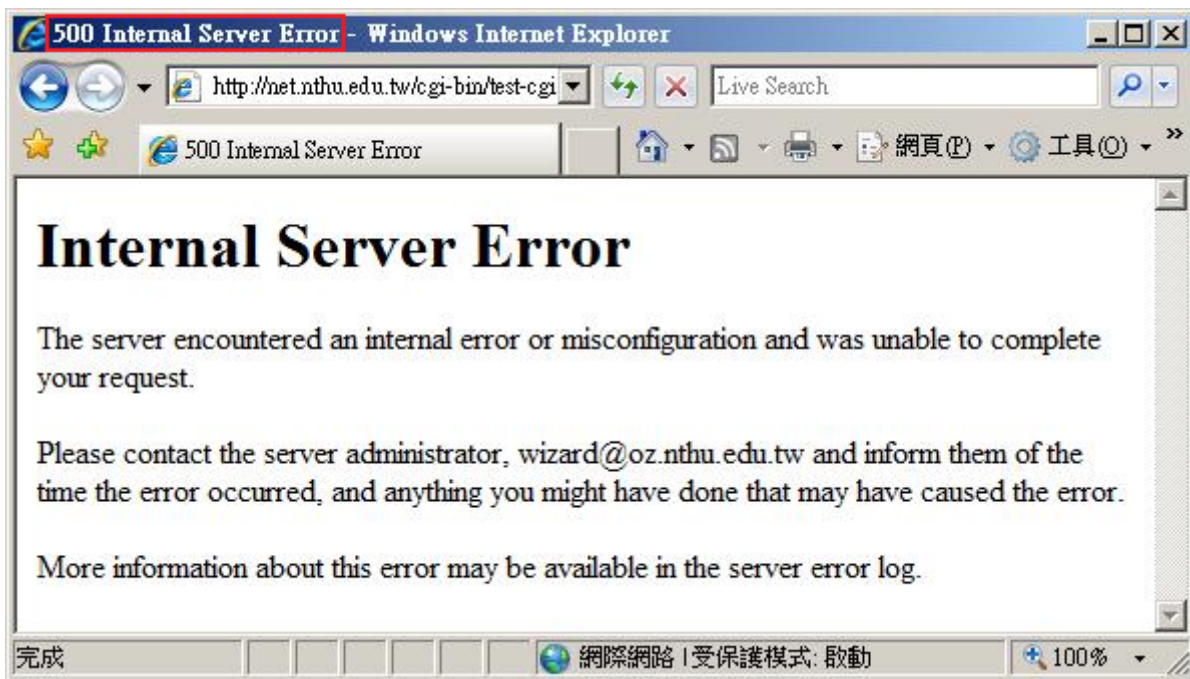 500 Internal Server Error - Windows Internet Explorer
http://net.nthu.edu.tw/cgi-bin/test-cgi
Live Search
500 Internal Server Error
網頁(P)
工具(O)
»
Internal Server Error
The server encountered an internal error or misconfiguration and was unable to complete
your request.
Please contact the server administrator, wizard@oz.nthu.edu.tw and inform them of the
time the error occurred, and anything you might have done that may have caused the error.
More information about this error may be available in the server error log.
完成
網際網路 | 受保護模式: 啟動
100%